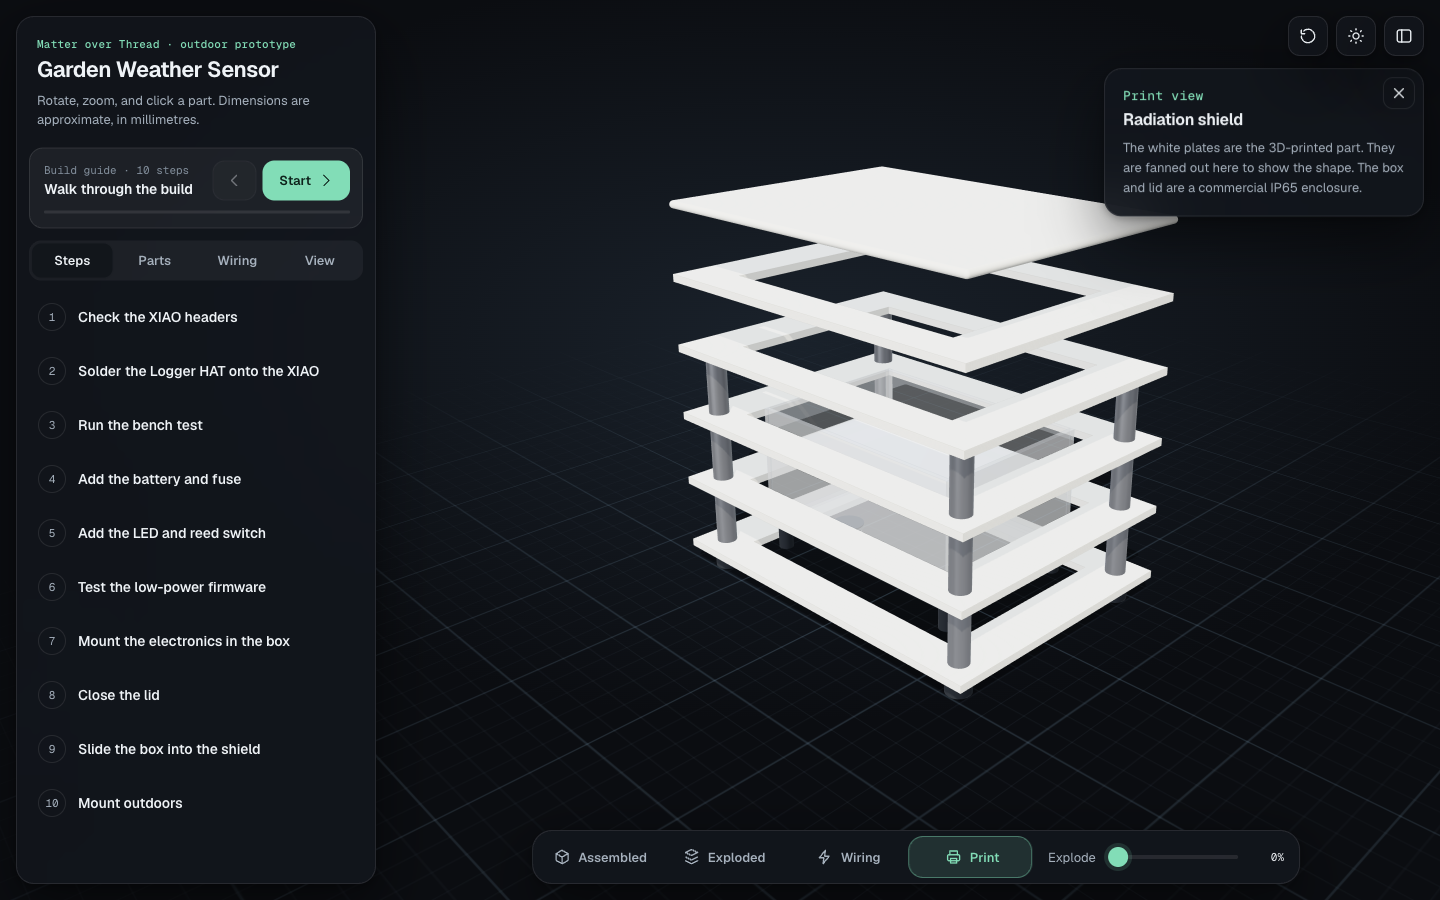 Matter over Thread · outdoor prototype
Garden Weather Sensor
Rotate, zoom, and click a part. Dimensions are
approximate, in millimetres.
Build guide · 10 steps
Walk through the build
Start
Steps
Parts
Wiring
View
1
Check the XIAO headers
2
Solder the Logger HAT onto the XIAO
3
Run the bench test
4
Add the battery and fuse
5
Add the LED and reed switch
6
Test the low-power firmware
7
Mount the electronics in the box
8
Close the lid
9
Slide the box into the shield
10
Mount outdoors
Print view
Radiation shield
The white plates are the 3D-printed part. They
are fanned out here to show the shape. The box
and lid are a commercial IP65 enclosure.
Assembled
Exploded
Wiring
Print
Explode
0%